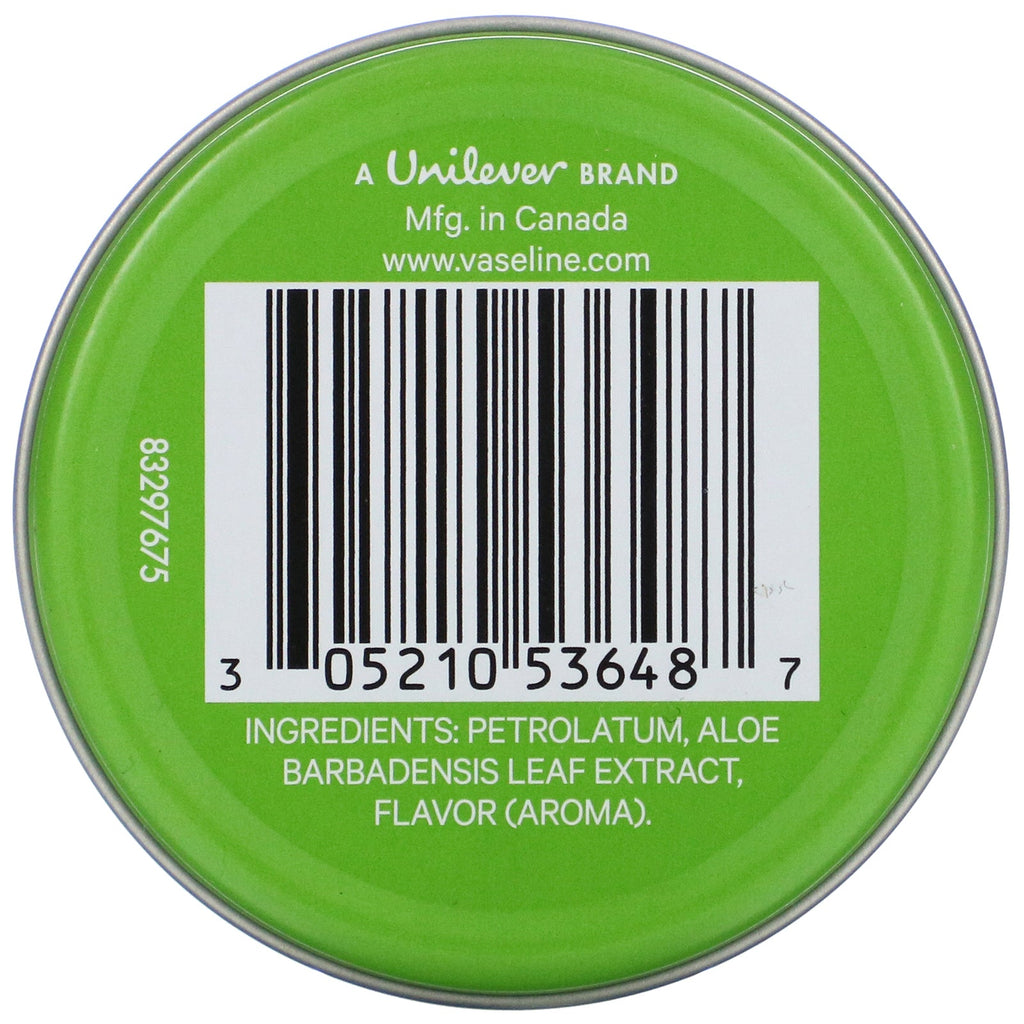 A Unilever BRAND
Mfg. in Canada
www.vaseline.com
83297675
3 05210 53648 7
INGREDIENTS: PETROLATUM, ALOE
BARBADENSIS LEAF EXTRACT,
FLAVOR (AROMA).